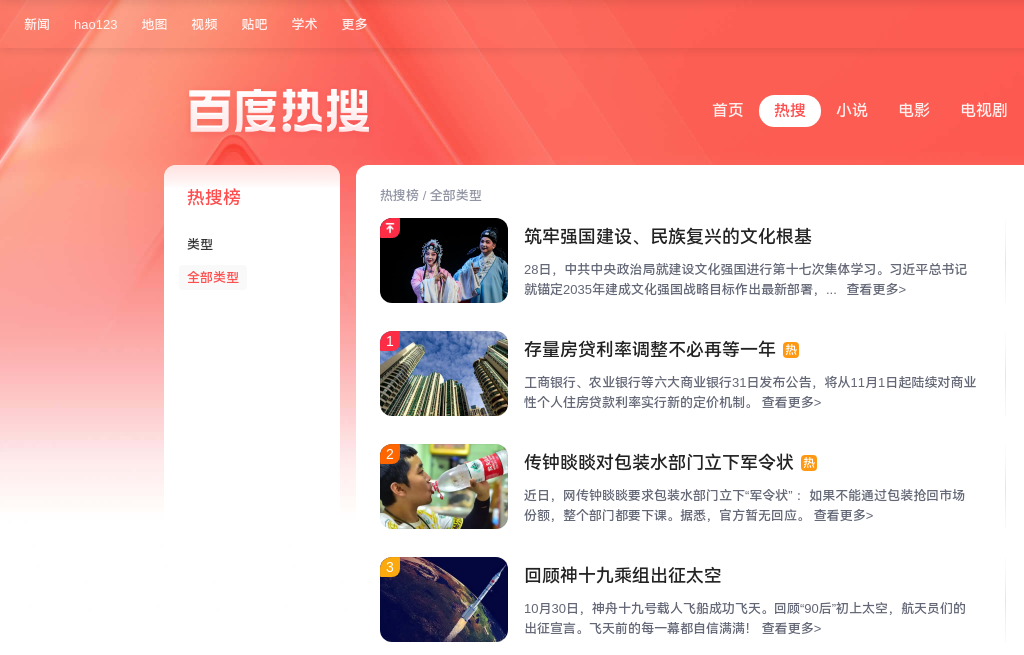 新闻 hao123 地图 视频 贴吧 学术 更多
百度热搜
首页 热搜 小说 电影 电视剧
热搜榜
类型
全部类型
热搜榜 / 全部类型
筑牢强国建设、民族复兴的文化根基
28日，中共中央政治局就建设文化强国进行第十七次集体学习。习近平总书记
就锚定2035年建成文化强国战略目标作出最新部署，... 查看更多>
1
存量房贷利率调整不必再等一年 热
工商银行、农业银行等六大商业银行31日发布公告，将从11月1日起陆续对商业
性个人住房贷款利率实行新的定价机制。 查看更多>
2
传钟睒睒对包装水部门立下军令状 热
近日，网传钟睒睒要求包装水部门立下“军令状” ：如果不能通过包装抢回市场
份额，整个部门都要下课。据悉，官方暂无回应。 查看更多>
3
回顾神十九乘组出征太空
10月30日，神舟十九号载人飞船成功飞天。回顾“90后”初上太空，航天员们的
出征宣言。飞天前的每一幕都自信满满！ 查看更多>